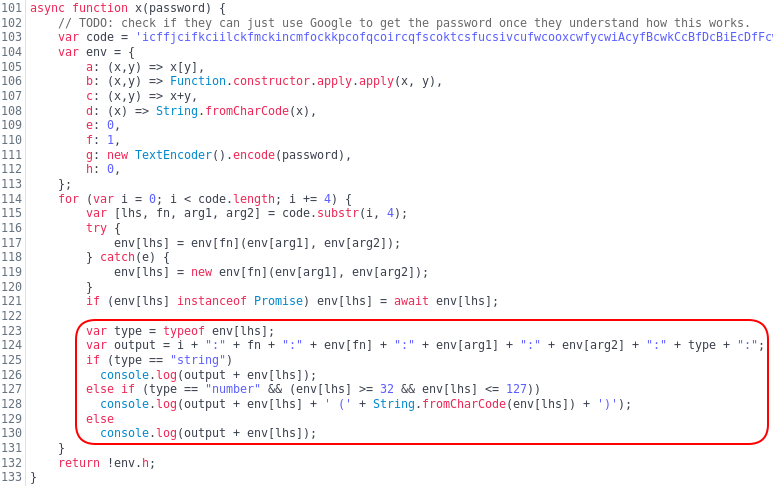 101 async function x(password) {
102     // TODO: check if they can just use Google to get the password once they understand how this works.
103     var code = 'icffjcifkciilckfmckincmfockkpcofqcoircqfscoktcsfucsivcufwcooxcwfycwiAcyfBcwkCcBfDcBiEcDfFc
104     var env = {
105         a: (x,y) => x[y],
106         b: (x,y) => Function.constructor.apply.apply(x, y),
107         c: (x,y) => x+y,
108         d: (x) => String.fromCharCode(x),
109         e: 0,
110         f: 1,
111         g: new TextEncoder().encode(password),
112         h: 0,
113     };
114     for (var i = 0; i < code.length; i += 4) {
115         var [lhs, fn, arg1, arg2] = code.substr(i, 4);
116         try {
117             env[lhs] = env[fn](env[arg1], env[arg2]);
118         } catch(e) {
119             env[lhs] = new env[fn](env[arg1], env[arg2]);
120         }
121         if (env[lhs] instanceof Promise) env[lhs] = await env[lhs];
122
123         var type = typeof env[lhs];
124         var output = i + ":" + fn + ":" + env[fn] + ":" + env[arg1] + ":" + env[arg2] + ":" + type + ":";
125         if (type == "string")
126           console.log(output + env[lhs]);
127         else if (type == "number" && (env[lhs] >= 32 && env[lhs] <= 127))
128           console.log(output + env[lhs] + ' (' + String.fromCharCode(env[lhs]) + ')');
129         else
130           console.log(output + env[lhs]);
131     }
132     return !env.h;
133 }